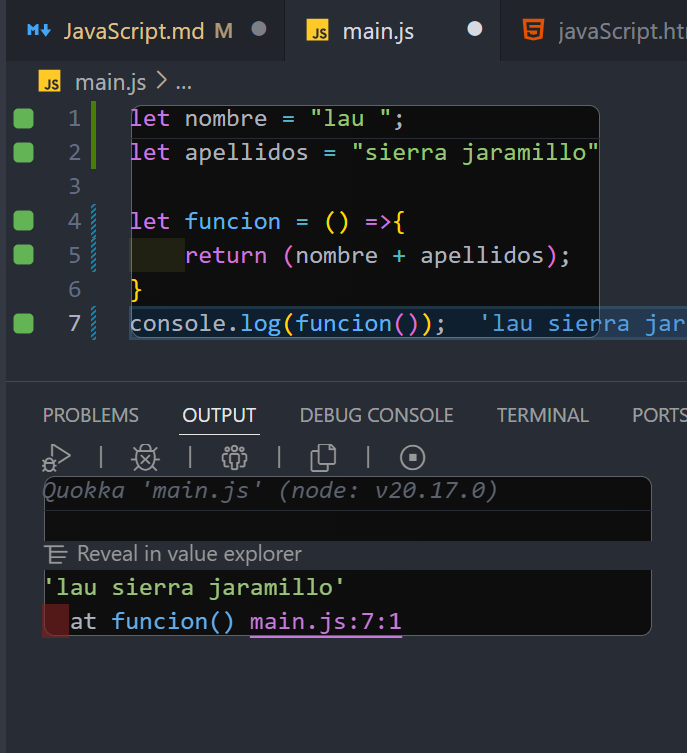 JavaScript.md M
JS main.js
javaScript.ht
JS main.js > ...
1 let nombre = "lau ";
2 let apellidos = "sierra jaramillo"
3
4 let funcion = () =>{
5 return (nombre + apellidos);
6 }
7 console.log(funcion()); 'lau sierra jar
PROBLEMS OUTPUT DEBUG CONSOLE TERMINAL PORTS
Quokka 'main.js' (node: v20.17.0)
Reveal in value explorer
'lau sierra jaramillo'
at funcion() main.js:7:1